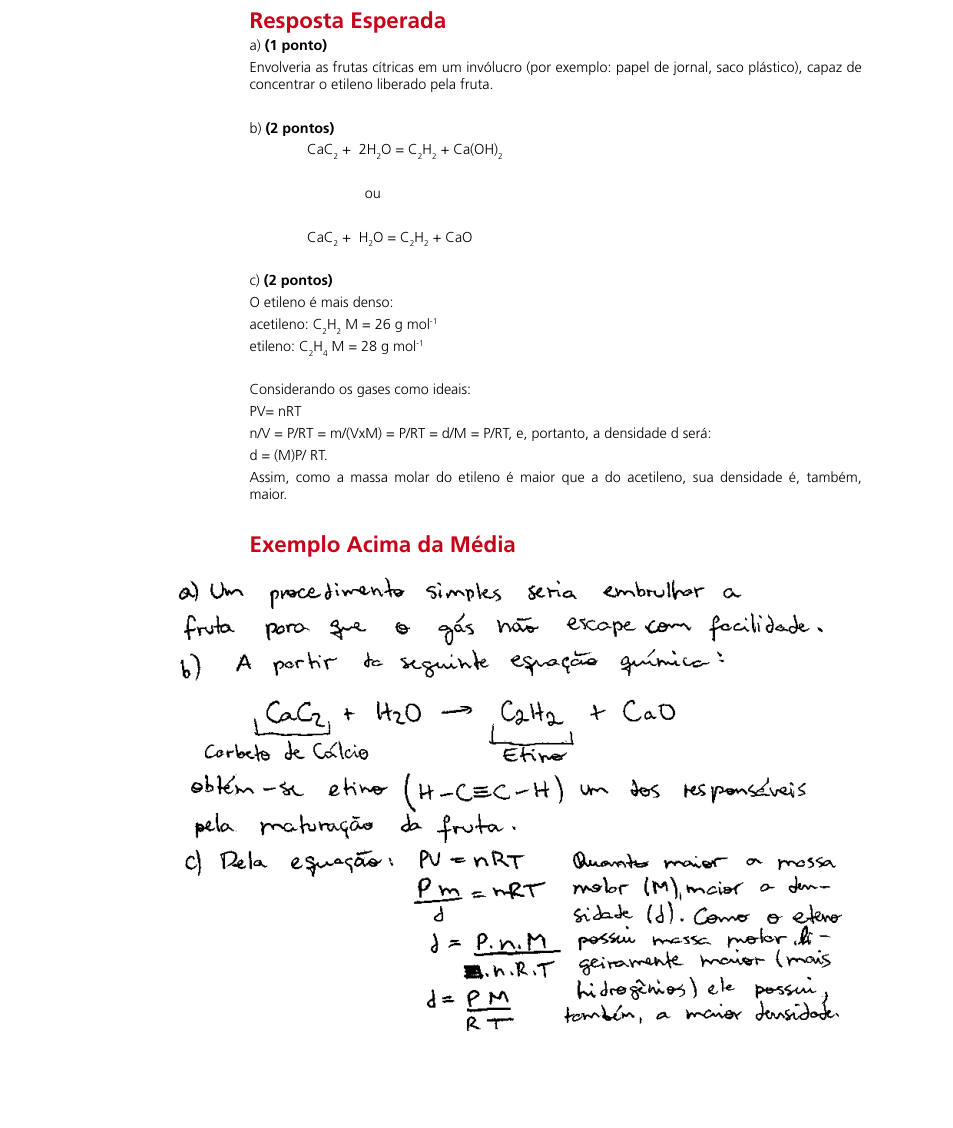 Resposta Esperada
a) (1 ponto)
Envolveria as frutas cítricas em um invólucro (por exemplo: papel de jornal, saco plástico), capaz de
concentrar o etileno liberado pela fruta.
b) (2 pontos)
CaC₂ + 2H₂O = C₂H₂ + Ca(OH)₂
ou
CaC₂ + H₂O = C₂H₂ + CaO
c) (2 pontos)
O etileno é mais denso:
acetileno: C₂H₂ M = 26 g mol⁻¹
etileno: C₂H₄ M = 28 g mol⁻¹
Considerando os gases como ideais:
PV= nRT
n/V = P/RT = m/(VxM) = P/RT = d/M = P/RT, e, portanto, a densidade d será:
d = (M)P/ RT.
Assim, como a massa molar do etileno é maior que a do acetileno, sua densidade é, também,
maior.
Exemplo Acima da Média
a) Um procedimento simples seria embrulhar a
fruta para que o gás não escape com facilidade.
b) A partir da seguinte equação química:
CaC₂ + H₂O → C₂H₂ + CaO
Carbeto de Cálcio Etino
obtém-se etino (H-C≡C-H) um dos responsáveis
pela maturação da fruta.
c) Dela equação: PV = nRT
P m / d = nRT
d = P.n.M / .n.R.T
d = PM / RT
Quanto maior a massa
molar (M), maior a den-
sidade (d). Como o eteno
possui massa molar li-
geiramente maior (mais
hidrogênios) ele possui,
também, a maior densidade.